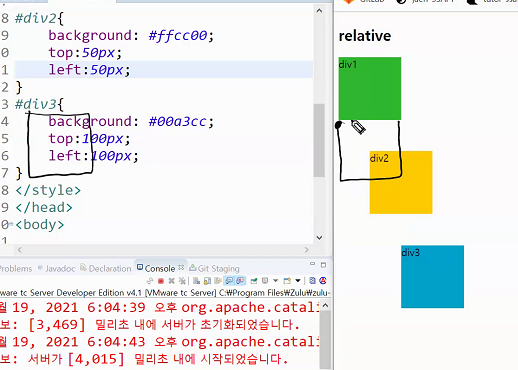 8
9 #div2{
0 background: #ffcc00;
0 top:50px;
1 left:50px;
2 }
3 #div3{
4 background: #00a3cc;
5 top:100px;
6 left:100px;
7 }
8 </style>
9 </head>
0 <body>
1
Problems Javadoc Declaration Console Git Staging
VMware tc Server Developer Edition v4.1 [VMware tc Server] C:\Program Files\Zulu\zulu-
월 19, 2021 6:04:39 오후 org.apache.catali
보: [3,469] 밀리초 내에 서버가 초기화되었습니다.
월 19, 2021 6:04:43 오후 org.apache.catali
보: 서버가 [4,015] 밀리초 내에 시작되었습니다.
GitLab
relative
div1
div2
div3